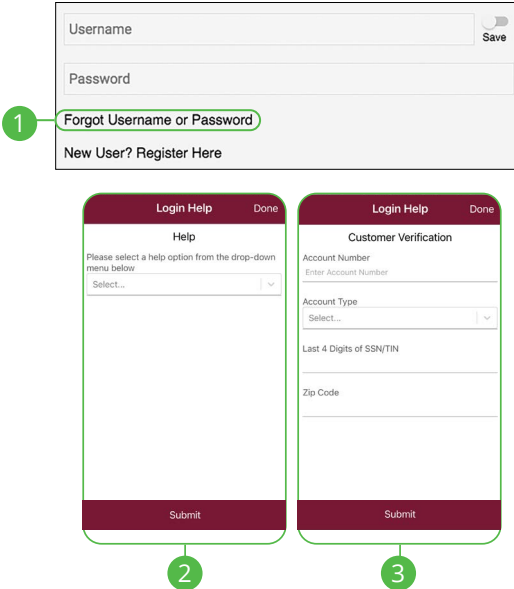 Username
Save
Password
1
Forgot Username or Password
New User? Register Here
Login Help Done
Help
Please select a help option from the drop-down
menu below
Select...
Submit
2
Login Help Done
Customer Verification
Account Number
Enter Account Number
Account Type
Select...
Last 4 Digits of SSN/TIN
Zip Code
Submit
3